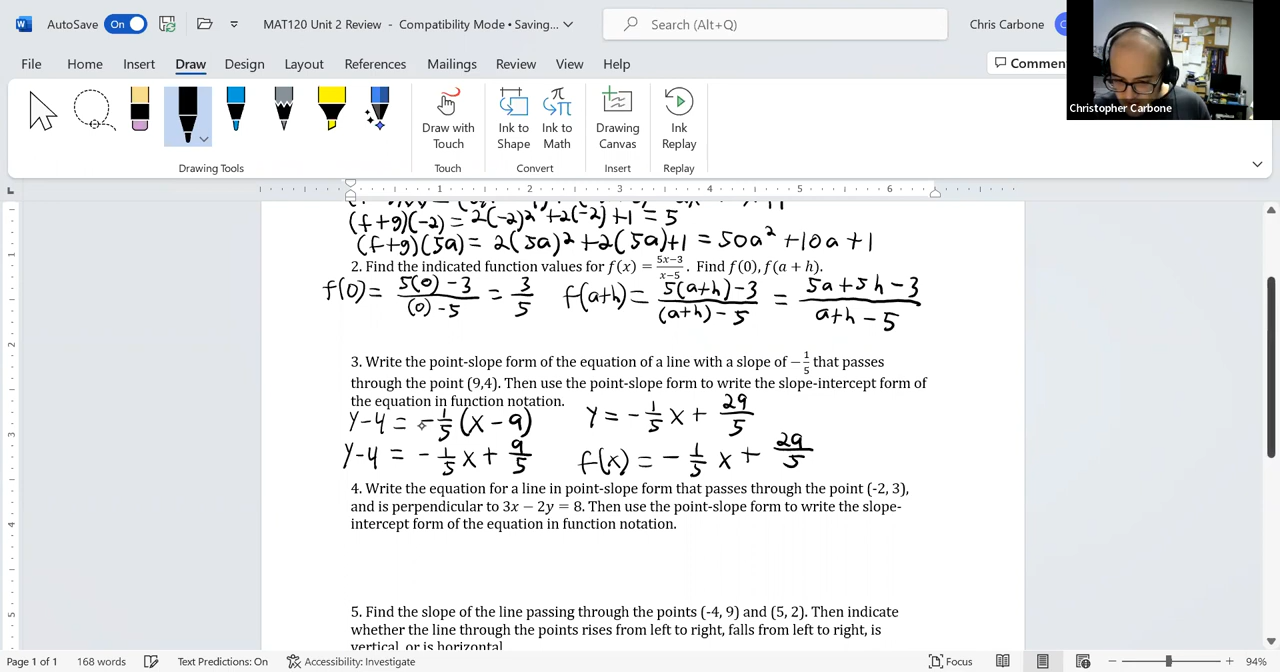 AutoSave On MAT120 Unit 2 Review - Compatibility Mode • Saving... Search (Alt+Q) Chris Carbone
File Home Insert Draw Design Layout References Mailings Review View Help Commen
Christopher Carbone
Draw with Touch
Ink to Shape
Ink to Math
Drawing Canvas
Ink Replay
Drawing Tools Touch Convert Insert Replay
1 2 3 4 5 6
(f+g)(-2) = 2(-2)² + 2(-2) + 1 = 5
(f+g)(5a) = 2(5a)² + 2(5a) + 1 = 50a² + 10a + 1
2. Find the indicated function values for f(x) = (5x−3)/(x−5). Find f(0), f(a + h).
f(0) = (5(0) - 3)/((0) - 5) = 3/5 f(a+h) = (5(a+h) - 3)/((a+h) - 5) = (5a + 5h - 3)/(a+h - 5)
3. Write the point-slope form of the equation of a line with a slope of −1/5 that passes
through the point (9,4). Then use the point-slope form to write the slope-intercept form of
the equation in function notation.
y-4 = -1/5 (x - 9) y = -1/5 x + 29/5
y-4 = -1/5 x + 9/5 f(x) = -1/5 x + 29/5
4. Write the equation for a line in point-slope form that passes through the point (-2, 3),
and is perpendicular to 3x − 2y = 8. Then use the point-slope form to write the slope-
intercept form of the equation in function notation.
5. Find the slope of the line passing through the points (-4, 9) and (5, 2). Then indicate
whether the line through the points rises from left to right, falls from left to right, is
vertical, or is horizontal.
Page 1 of 1 168 words Text Predictions: On Accessibility: Investigate Focus 94%